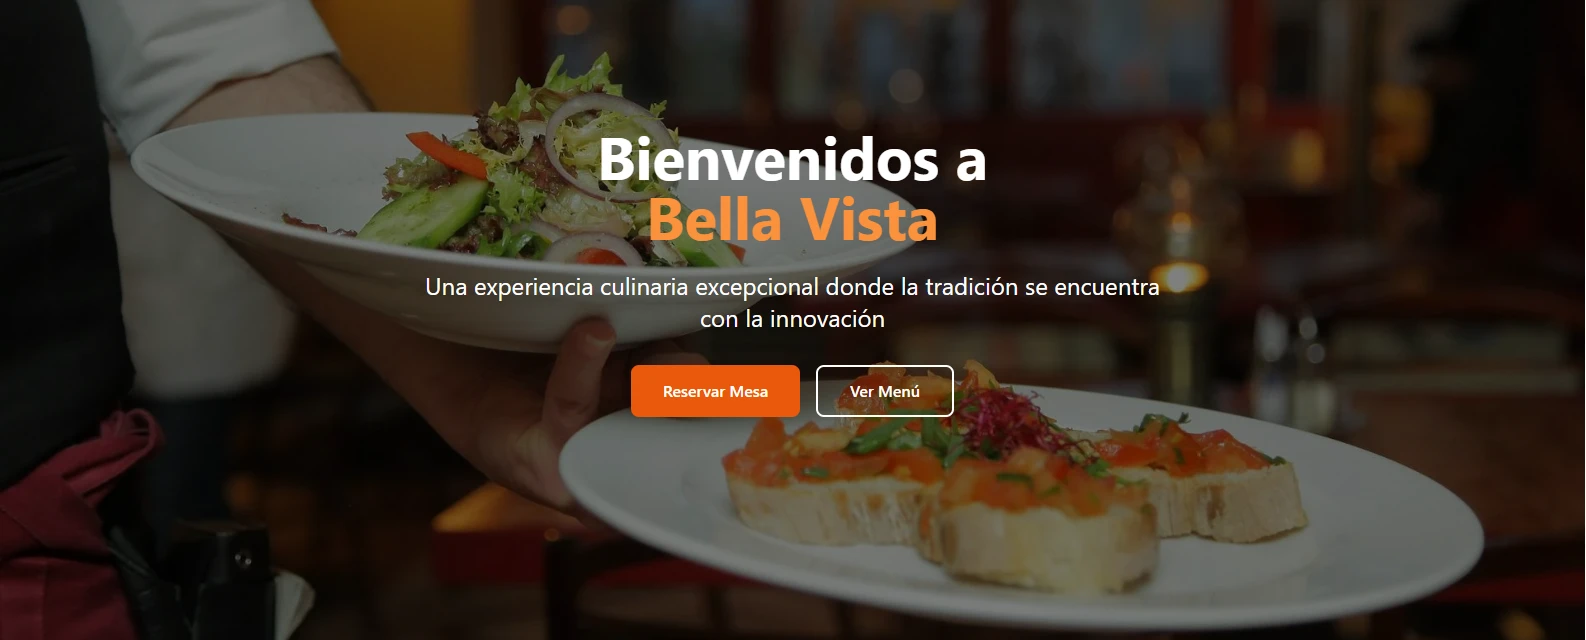 Bienvenidos a
Bella Vista
Una experiencia culinaria excepcional donde la tradición se encuentra
con la innovación
Reservar Mesa
Ver Menú